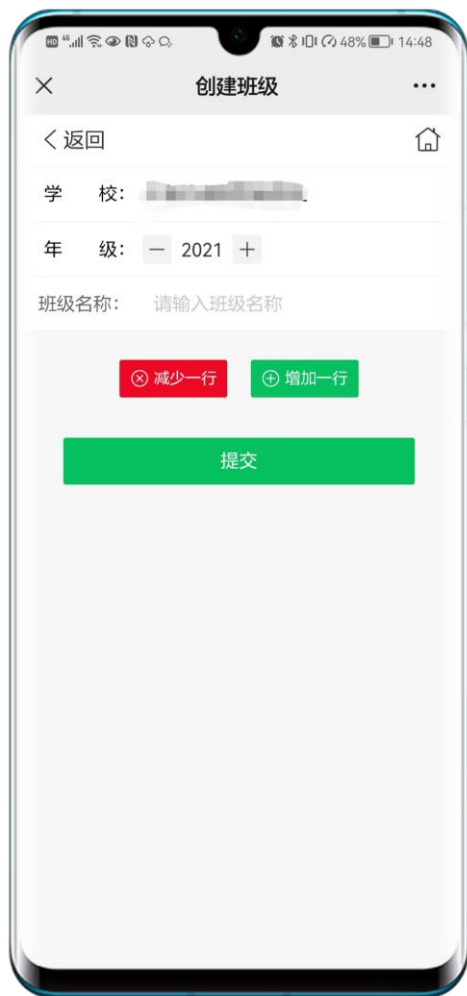 HD 48% 14:48
创建班级
返回
学 校：
年 级： 2021
班级名称： 请输入班级名称
减少一行 增加一行
提交